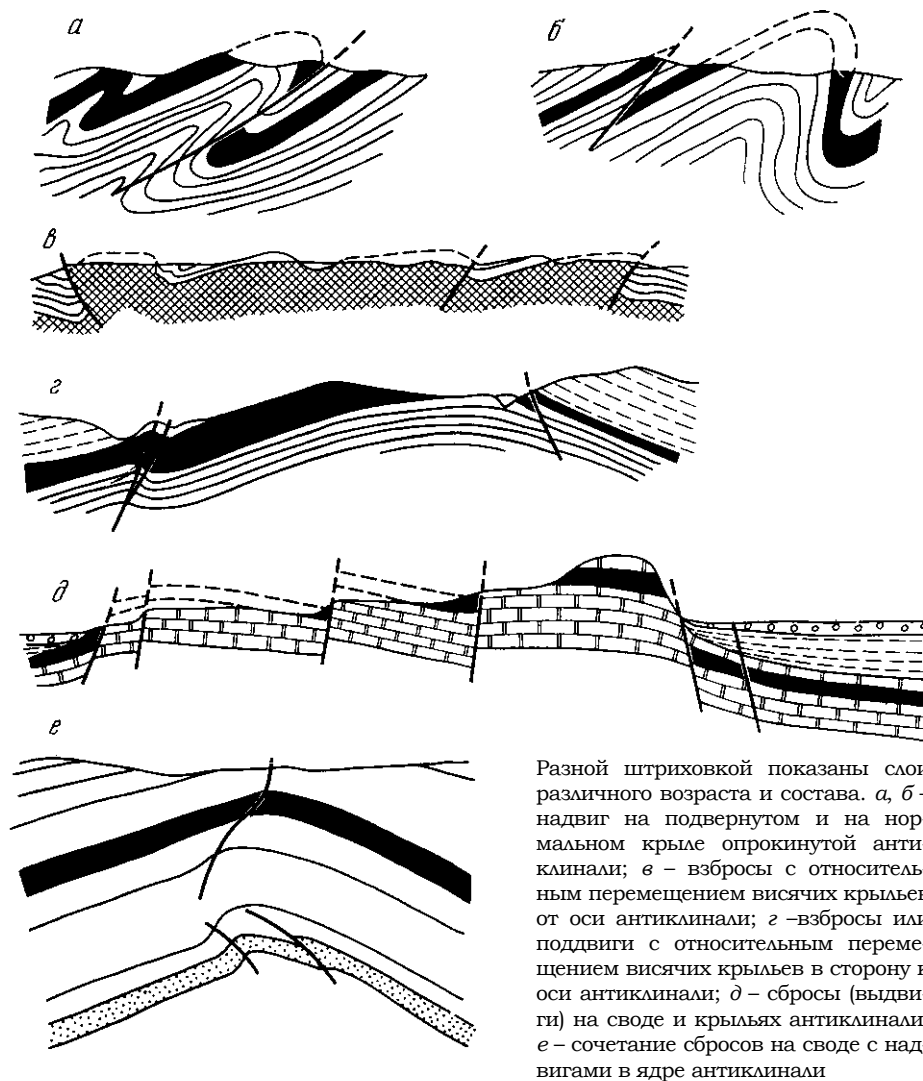 а
б
в
г
д
е
Разной штриховкой показаны слои
различного возраста и состава. а, б –
надвиг на подвернутом и на нор-
мальном крыле опрокинутой анти-
клинали; в – взбросы с относитель
ным перемещением висячих крыльев
от оси антиклинали; г –взбросы или
поддвиги с относительным переме-
щением висячих крыльев в сторону к
оси антиклинали; д – сбросы (выдви-
ги) на своде и крыльях антиклинали
е – сочетание сбросов на своде с над
вигами в ядре антиклинали